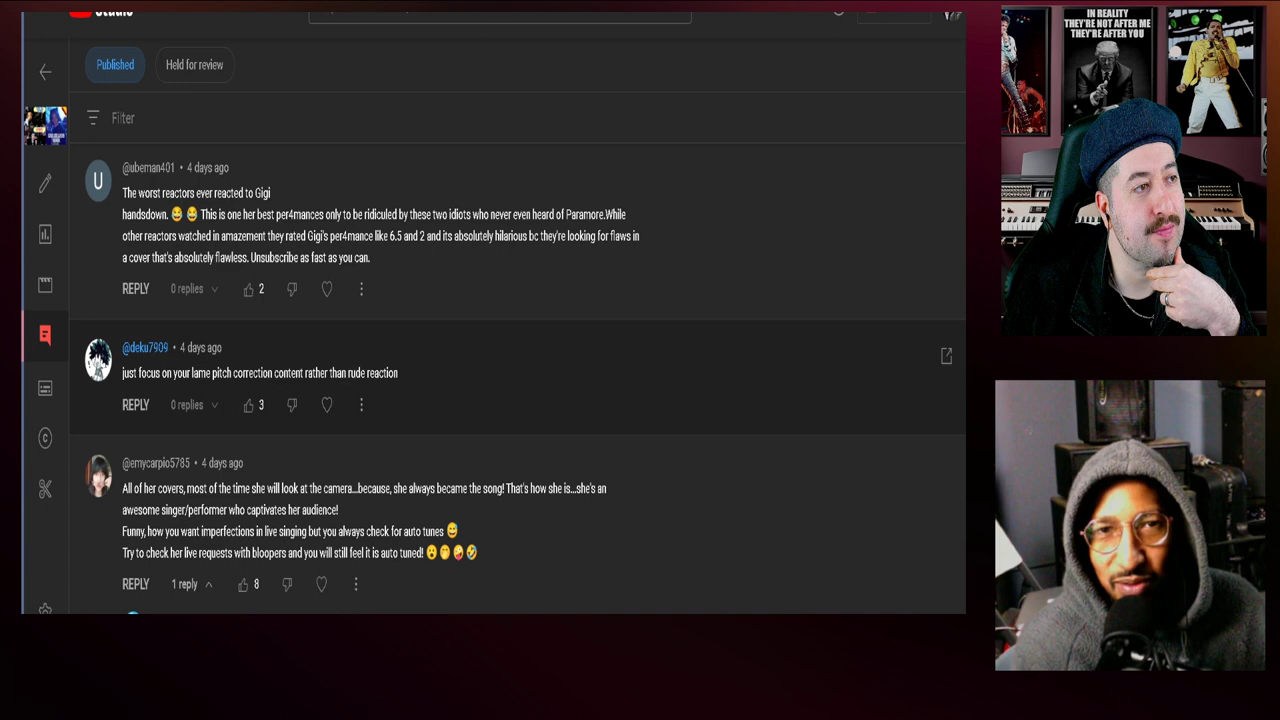 Studio
Published
Held for review
Filter
U
@ubeman401 • 4 days ago
The worst reactors ever reacted to Gigi
handsdown. 😂 😂 This is one her best per4mances only to be ridiculed by these two idiots who never even heard of Paramore.While
other reactors watched in amazement they rated Gigi's per4mance like 6.5 and 2 and its absolutely hilarious bc they're looking for flaws in
a cover that's absolutely flawless. Unsubscribe as fast as you can.
REPLY 0 replies 2
@deku7909 • 4 days ago
just focus on your lame pitch correction content rather than rude reaction
REPLY 0 replies 3
@emycarpio5785 • 4 days ago
All of her covers, most of the time she will look at the camera...because, she always became the song! That's how she is...she's an
awesome singer/performer who captivates her audience!
Funny, how you want imperfections in live singing but you always check for auto tunes 😅
Try to check her live requests with bloopers and you will still feel it is auto tuned! 😮🤭🤪🤣
REPLY 1 reply 8
IN REALITY
THEY'RE NOT AFTER ME
THEY'RE AFTER YOU